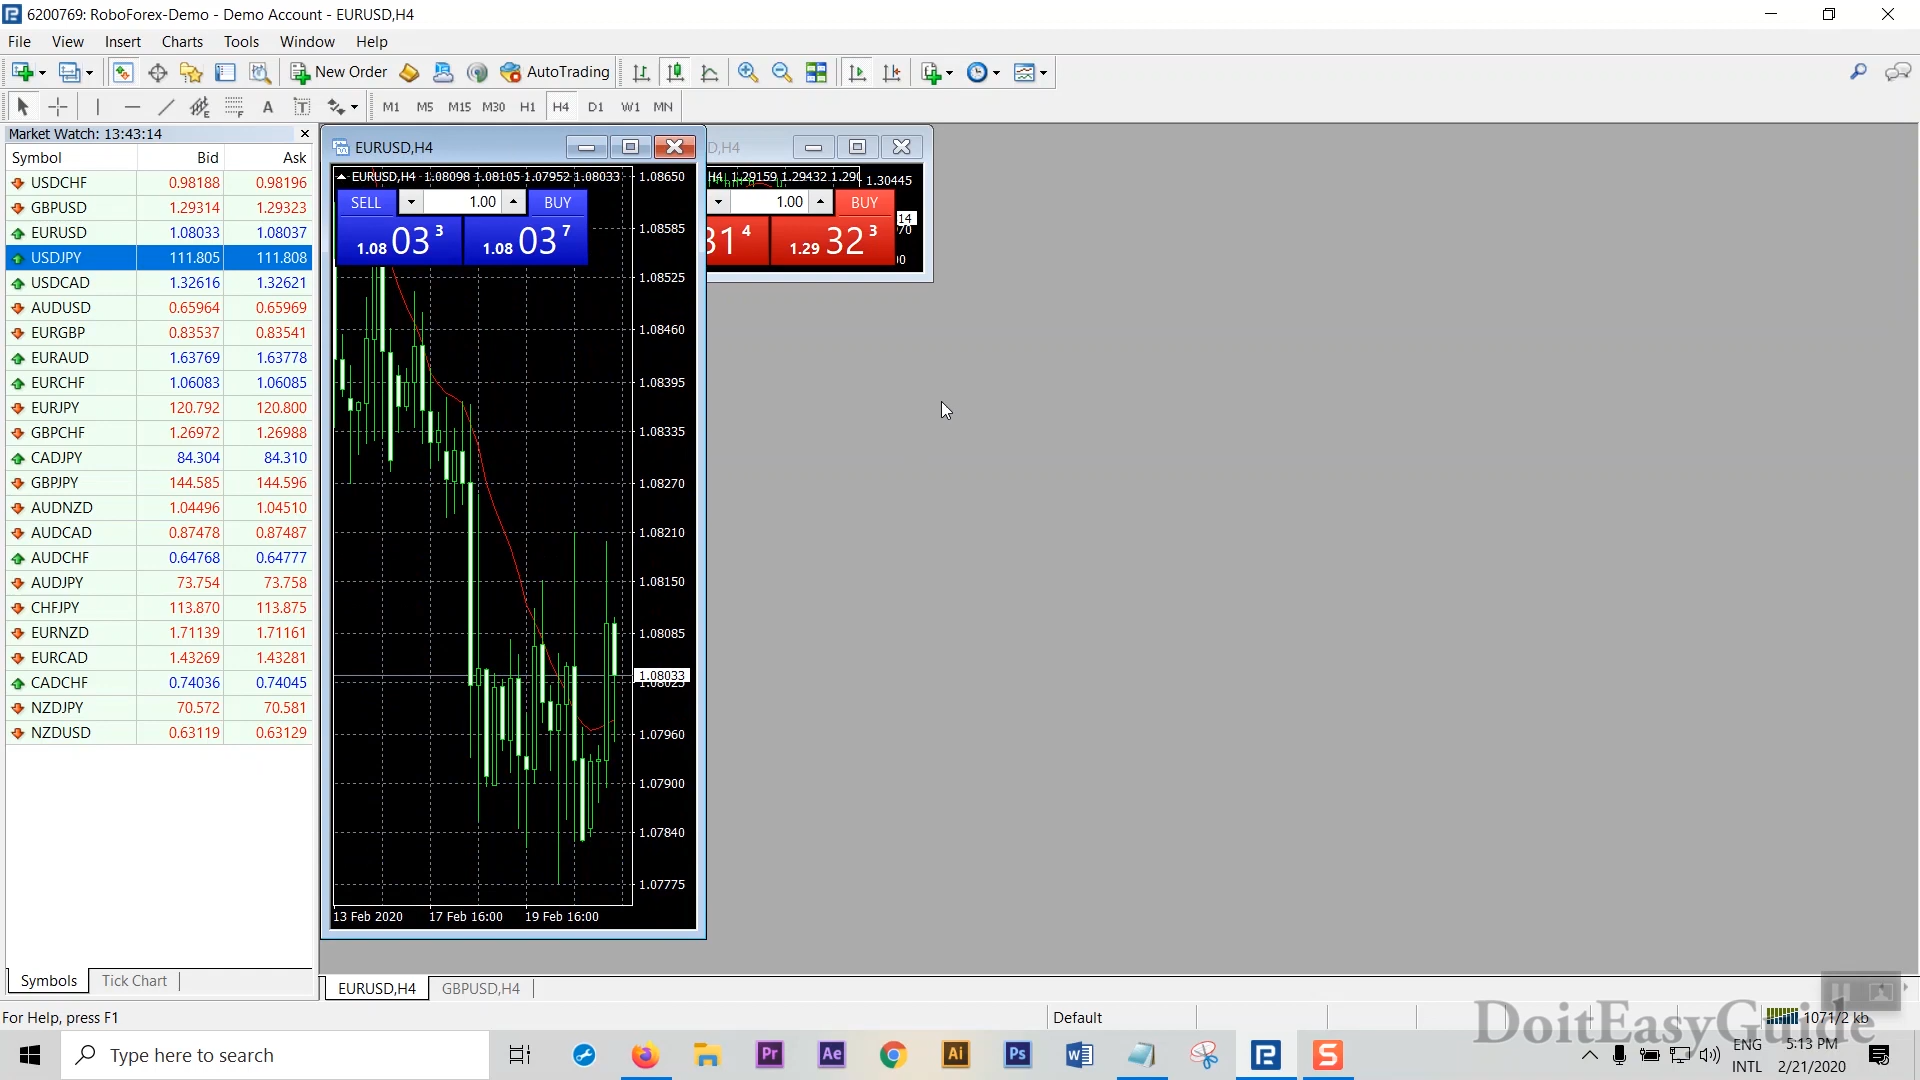 6200769: RoboForex-Demo - Demo Account - EURUSD,H4
File View Insert Charts Tools Window Help
New Order AutoTrading
A T M1 M5 M15 M30 H1 H4 D1 W1 MN
Market Watch: 13:43:14
Symbol Bid Ask
USDCHF 0.98188 0.98196
GBPUSD 1.29314 1.29323
EURUSD 1.08033 1.08037
USDJPY 111.805 111.808
USDCAD 1.32616 1.32621
AUDUSD 0.65964 0.65969
EURGBP 0.83537 0.83541
EURAUD 1.63769 1.63778
EURCHF 1.06083 1.06085
EURJPY 120.792 120.800
GBPCHF 1.26972 1.26988
CADJPY 84.304 84.310
GBPJPY 144.585 144.596
AUDNZD 1.04496 1.04510
AUDCAD 0.87478 0.87487
AUDCHF 0.64768 0.64777
AUDJPY 73.754 73.758
CHFJPY 113.870 113.875
EURNZD 1.71139 1.71161
EURCAD 1.43269 1.43281
CADCHF 0.74036 0.74045
NZDJPY 70.572 70.581
NZDUSD 0.63119 0.63129
Symbols Tick Chart
EURUSD,H4
EURUSD,H4 1.08098 1.08105 1.07952 1.08033
SELL 1.00 BUY
1.08 03 3 1.08 03 7
1.08650
1.08585
1.08525
1.08460
1.08395
1.08335
1.08270
1.08210
1.08150
1.08085
1.08033
1.07960
1.07900
1.07840
1.07775
13 Feb 2020 17 Feb 16:00 19 Feb 16:00
D,H4
H4 1.29159 1.29432 1.290
1.30445
1.00 BUY
31 4 1.29 32 3
14
EURUSD,H4 GBPUSD,H4
For Help, press F1
Default
1071/2 kb
DoitEasyGuide
Type here to search
Pr Ae Ai Ps
ENG
INTL
5:13 PM
2/21/2020